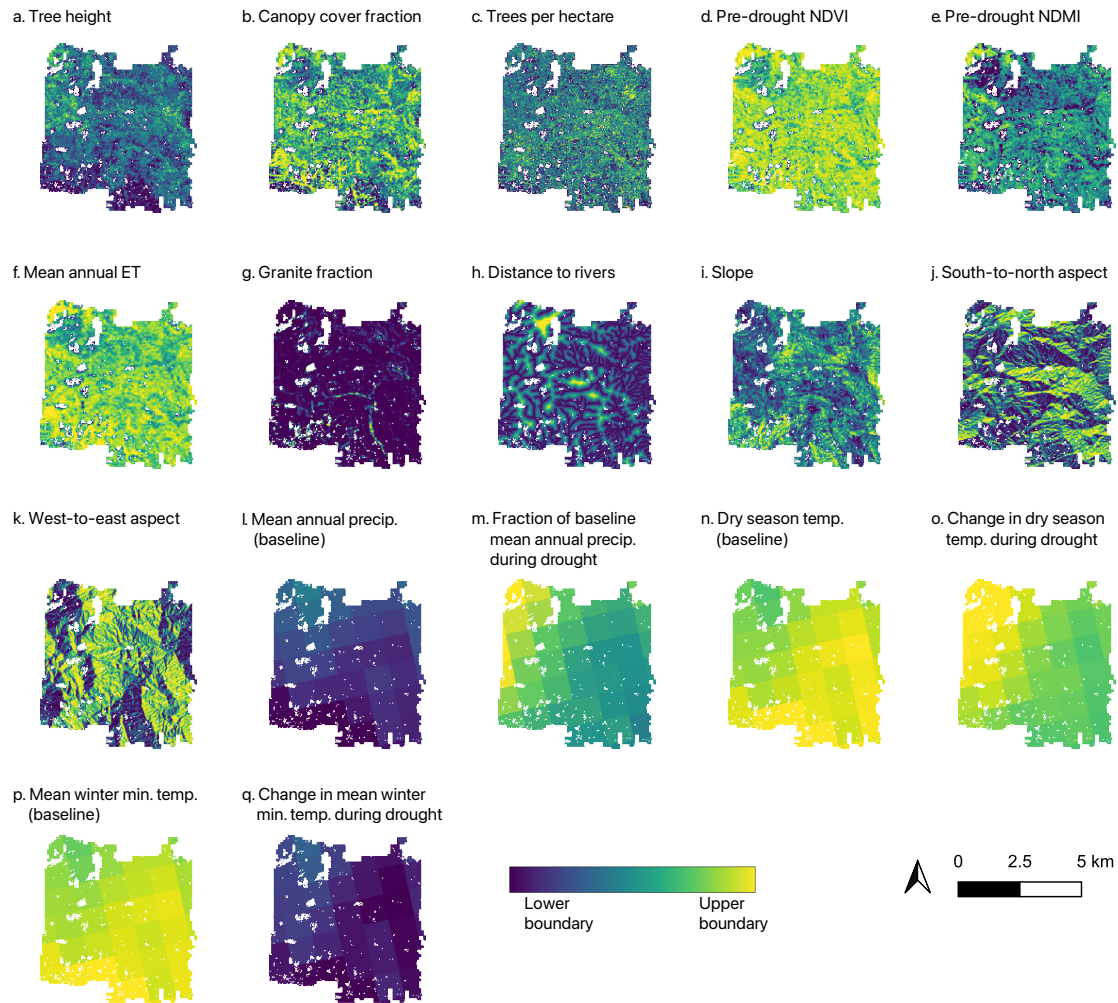 a. Tree height
b. Canopy cover fraction
c. Trees per hectare
d. Pre-drought NDVI
e. Pre-drought NDMI
f. Mean annual ET
g. Granite fraction
h. Distance to rivers
i. Slope
j. South-to-north aspect
k. West-to-east aspect
l. Mean annual precip.
(baseline)
m. Fraction of baseline
mean annual precip.
during drought
n. Dry season temp.
(baseline)
o. Change in dry season
temp. during drought
p. Mean winter min. temp.
(baseline)
q. Change in mean winter
min. temp. during drought
Lower
boundary
Upper
boundary
0 2.5 5 km